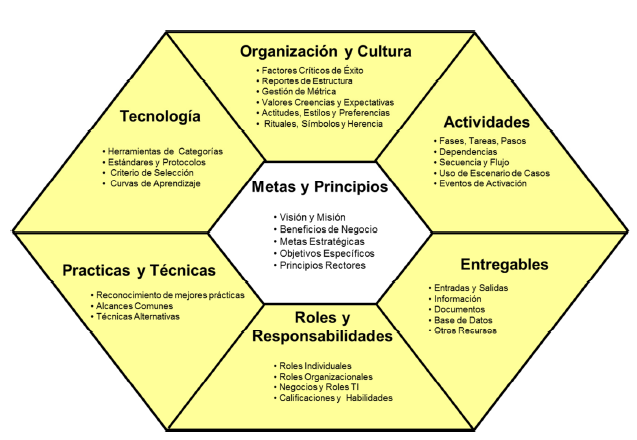 Organización y Cultura
• Factores Críticos de Éxito
• Reportes de Estructura
• Gestión de Métrica
• Valores Creencias y Expectativas
• Actitudes, Estilos y Preferencias
• Rituales, Símbolos y Herencia
Tecnología
• Herramientas de Categorías
• Estándares y Protocolos
• Criterio de Selección
• Curvas de Aprendizaje
Actividades
• Fases, Tareas, Pasos
• Dependencias
• Secuencia y Flujo
• Uso de Escenario de Casos
• Eventos de Activación
Metas y Principios
• Visión y Misión
• Beneficios de Negocio
• Metas Estratégicas
• Objetivos Específicos
• Principios Rectores
Practicas y Técnicas
• Reconocimiento de mejores prácticas
• Alcances Comunes
• Técnicas Alternativas
Entregables
• Entradas y Salidas
• Información
• Documentos
• Base de Datos
• Otros Recursos
Roles y
Responsabilidades
• Roles Individuales
• Roles Organizacionales
• Negocios y Roles TI
• Calificaciones y Habilidades